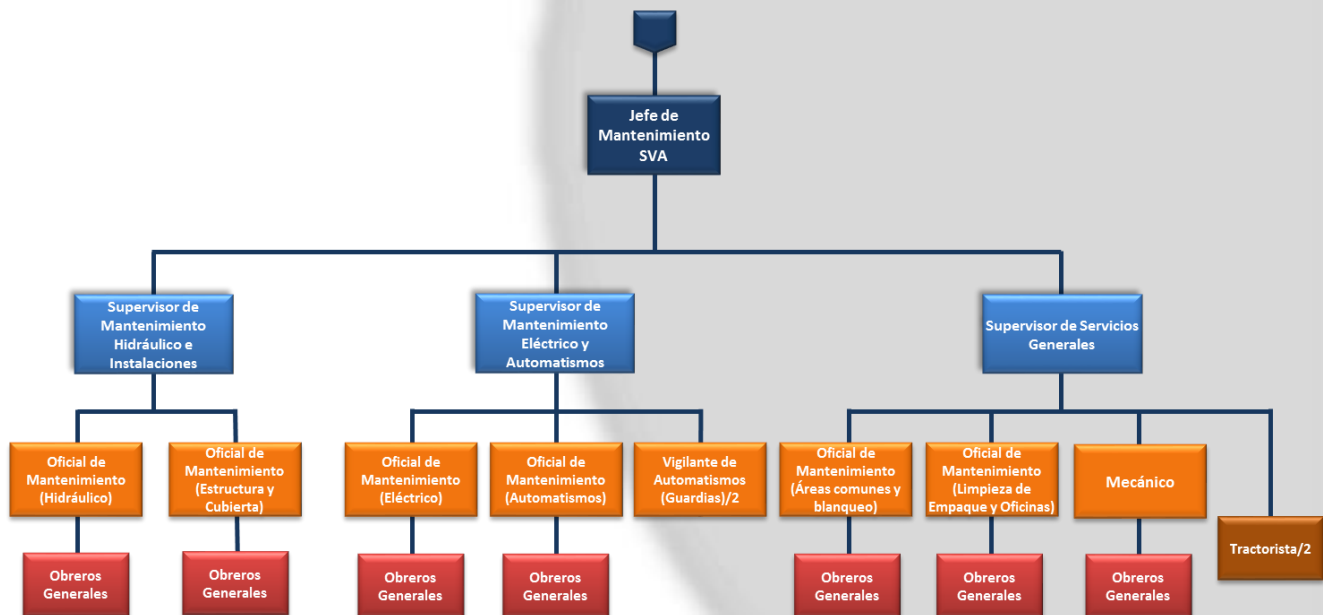 Jefe de
Mantenimiento
SVA
Supervisor de
Mantenimiento
Hidráulico e
Instalaciones
Supervisor de
Mantenimiento
Eléctrico y
Automatismos
Supervisor de Servicios
Generales
Oficial de
Mantenimiento
(Hidráulico)
Oficial de
Mantenimiento
(Estructura y
Cubierta)
Oficial de
Mantenimiento
(Eléctrico)
Oficial de
Mantenimiento
(Automatismos)
Vigilante de
Automatismos
(Guardias)/2
Oficial de
Mantenimiento
(Áreas comunes y
blanqueo)
Oficial de
Mantenimiento
(Limpieza de
Empaque y Oficinas)
Mecánico
Tractorista/2
Obreros
Generales
Obreros
Generales
Obreros
Generales
Obreros
Generales
Obreros
Generales
Obreros
Generales
Obreros
Generales